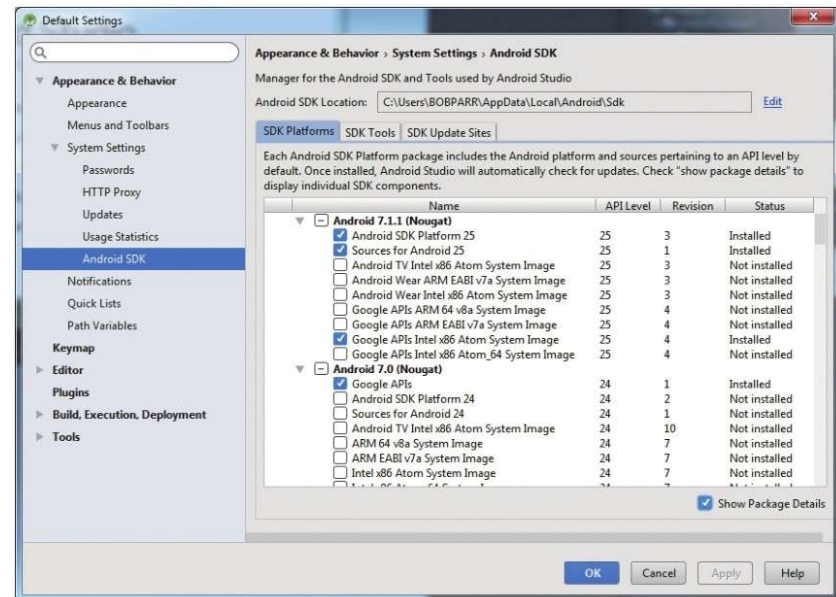 Default Settings
Appearance & Behavior
Appearance
Menus and Toolbars
System Settings
Passwords
HTTP Proxy
Updates
Usage Statistics
Android SDK
Notifications
Quick Lists
Path Variables
Keymap
Editor
Plugins
Build, Execution, Deployment
Tools
Appearance & Behavior › System Settings › Android SDK
Manager for the Android SDK and Tools used by Android Studio
Android SDK Location: C:\Users\BOBPARR\AppData\Local\Android\Sdk Edit
SDK Platforms SDK Tools SDK Update Sites
Each Android SDK Platform package includes the Android platform and sources pertaining to an API level by
default. Once installed, Android Studio will automatically check for updates. Check "show package details" to
display individual SDK components.
Name API Level Revision Status
Android 7.1.1 (Nougat)
Android SDK Platform 25 25 3 Installed
Sources for Android 25 25 1 Installed
Android TV Intel x86 Atom System Image 25 3 Not installed
Android Wear ARM EABI v7a System Image 25 3 Not installed
Android Wear Intel x86 Atom System Image 25 3 Not installed
Google APIs ARM 64 v8a System Image 25 4 Not installed
Google APIs ARM EABI v7a System Image 25 4 Not installed
Google APIs Intel x86 Atom System Image 25 4 Installed
Google APIs Intel x86 Atom_64 System Image 25 4 Not installed
Android 7.0 (Nougat)
Google APIs 24 1 Installed
Android SDK Platform 24 24 2 Not installed
Sources for Android 24 24 1 Not installed
Android TV Intel x86 Atom System Image 24 10 Not installed
ARM 64 v8a System Image 24 7 Not installed
ARM EABI v7a System Image 24 7 Not installed
Intel x86 Atom System Image 24 7 Not installed
Show Package Details
OK Cancel Apply Help